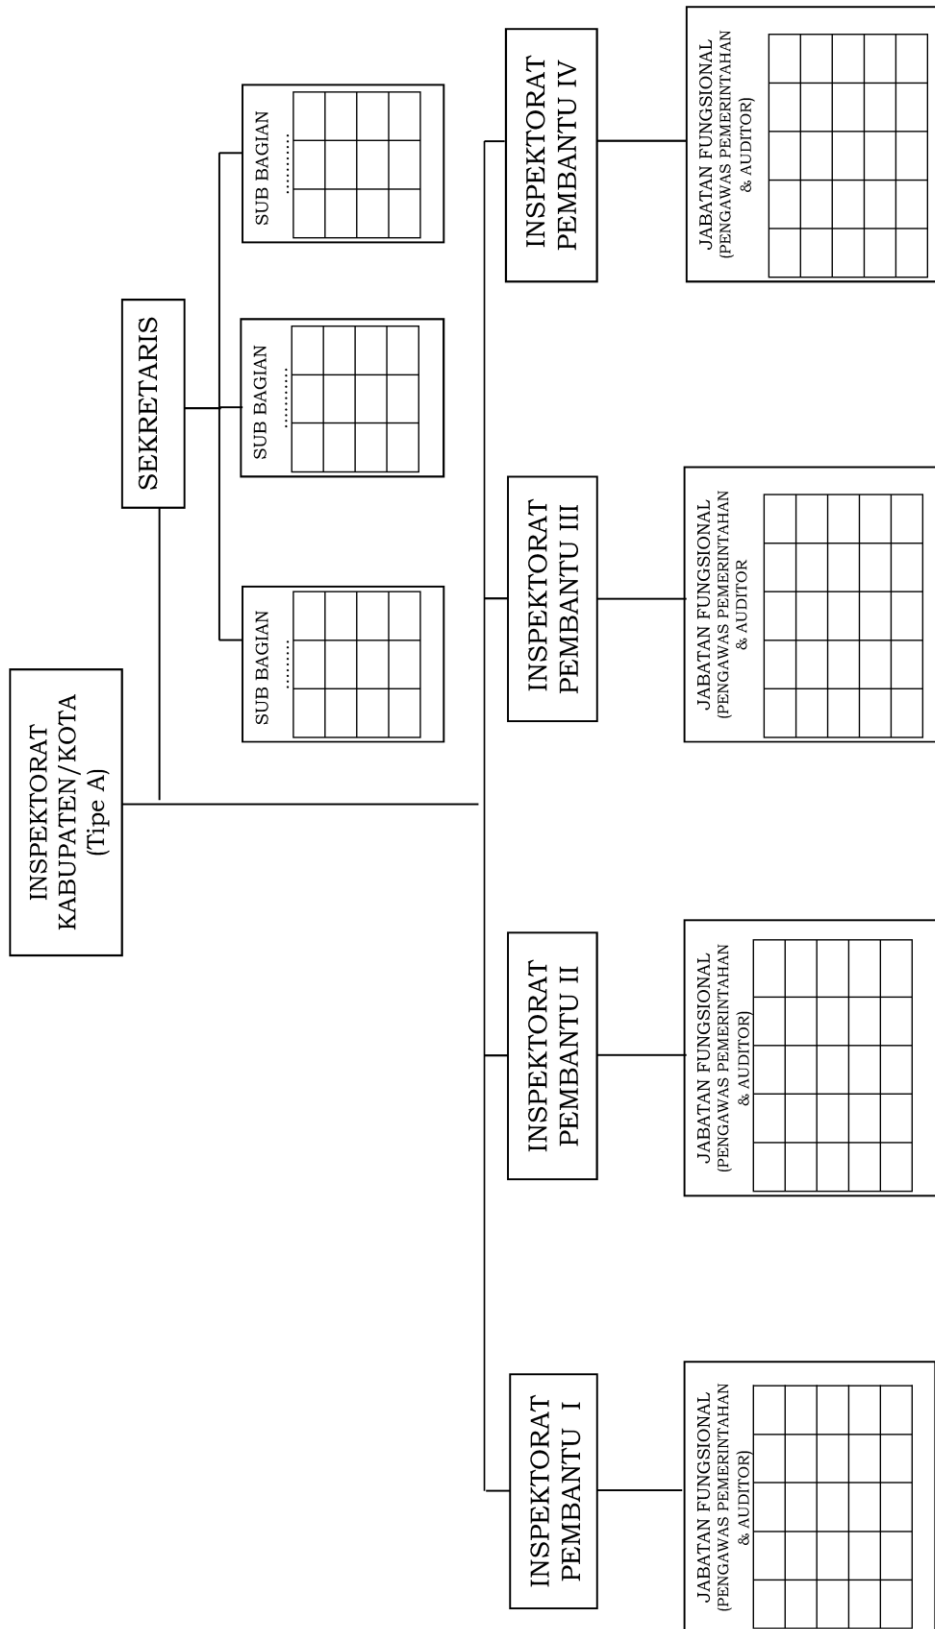 INSPEKTORAT
KABUPATEN/KOTA
(Tipe A)
SEKRETARIS
SUB BAGIAN
...........
SUB BAGIAN
...........
SUB BAGIAN
...........
INSPEKTORAT
PEMBANTU I
INSPEKTORAT
PEMBANTU II
INSPEKTORAT
PEMBANTU III
INSPEKTORAT
PEMBANTU IV
JABATAN FUNGSIONAL
(PENGAWAS PEMERINTAHAN
& AUDITOR)
JABATAN FUNGSIONAL
(PENGAWAS PEMERINTAHAN
& AUDITOR)
JABATAN FUNGSIONAL
(PENGAWAS PEMERINTAHAN
& AUDITOR
JABATAN FUNGSIONAL
(PENGAWAS PEMERINTAHAN
& AUDITOR)